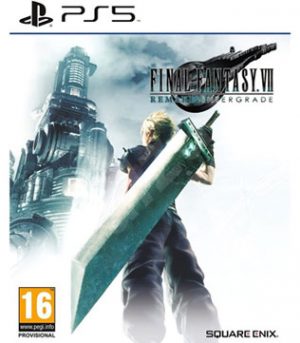 PS5
FINAL FANTASY VII
REMAKE INTERGRADE
16
www.pegi.info
PROVISIONAL
SQUARE ENIX